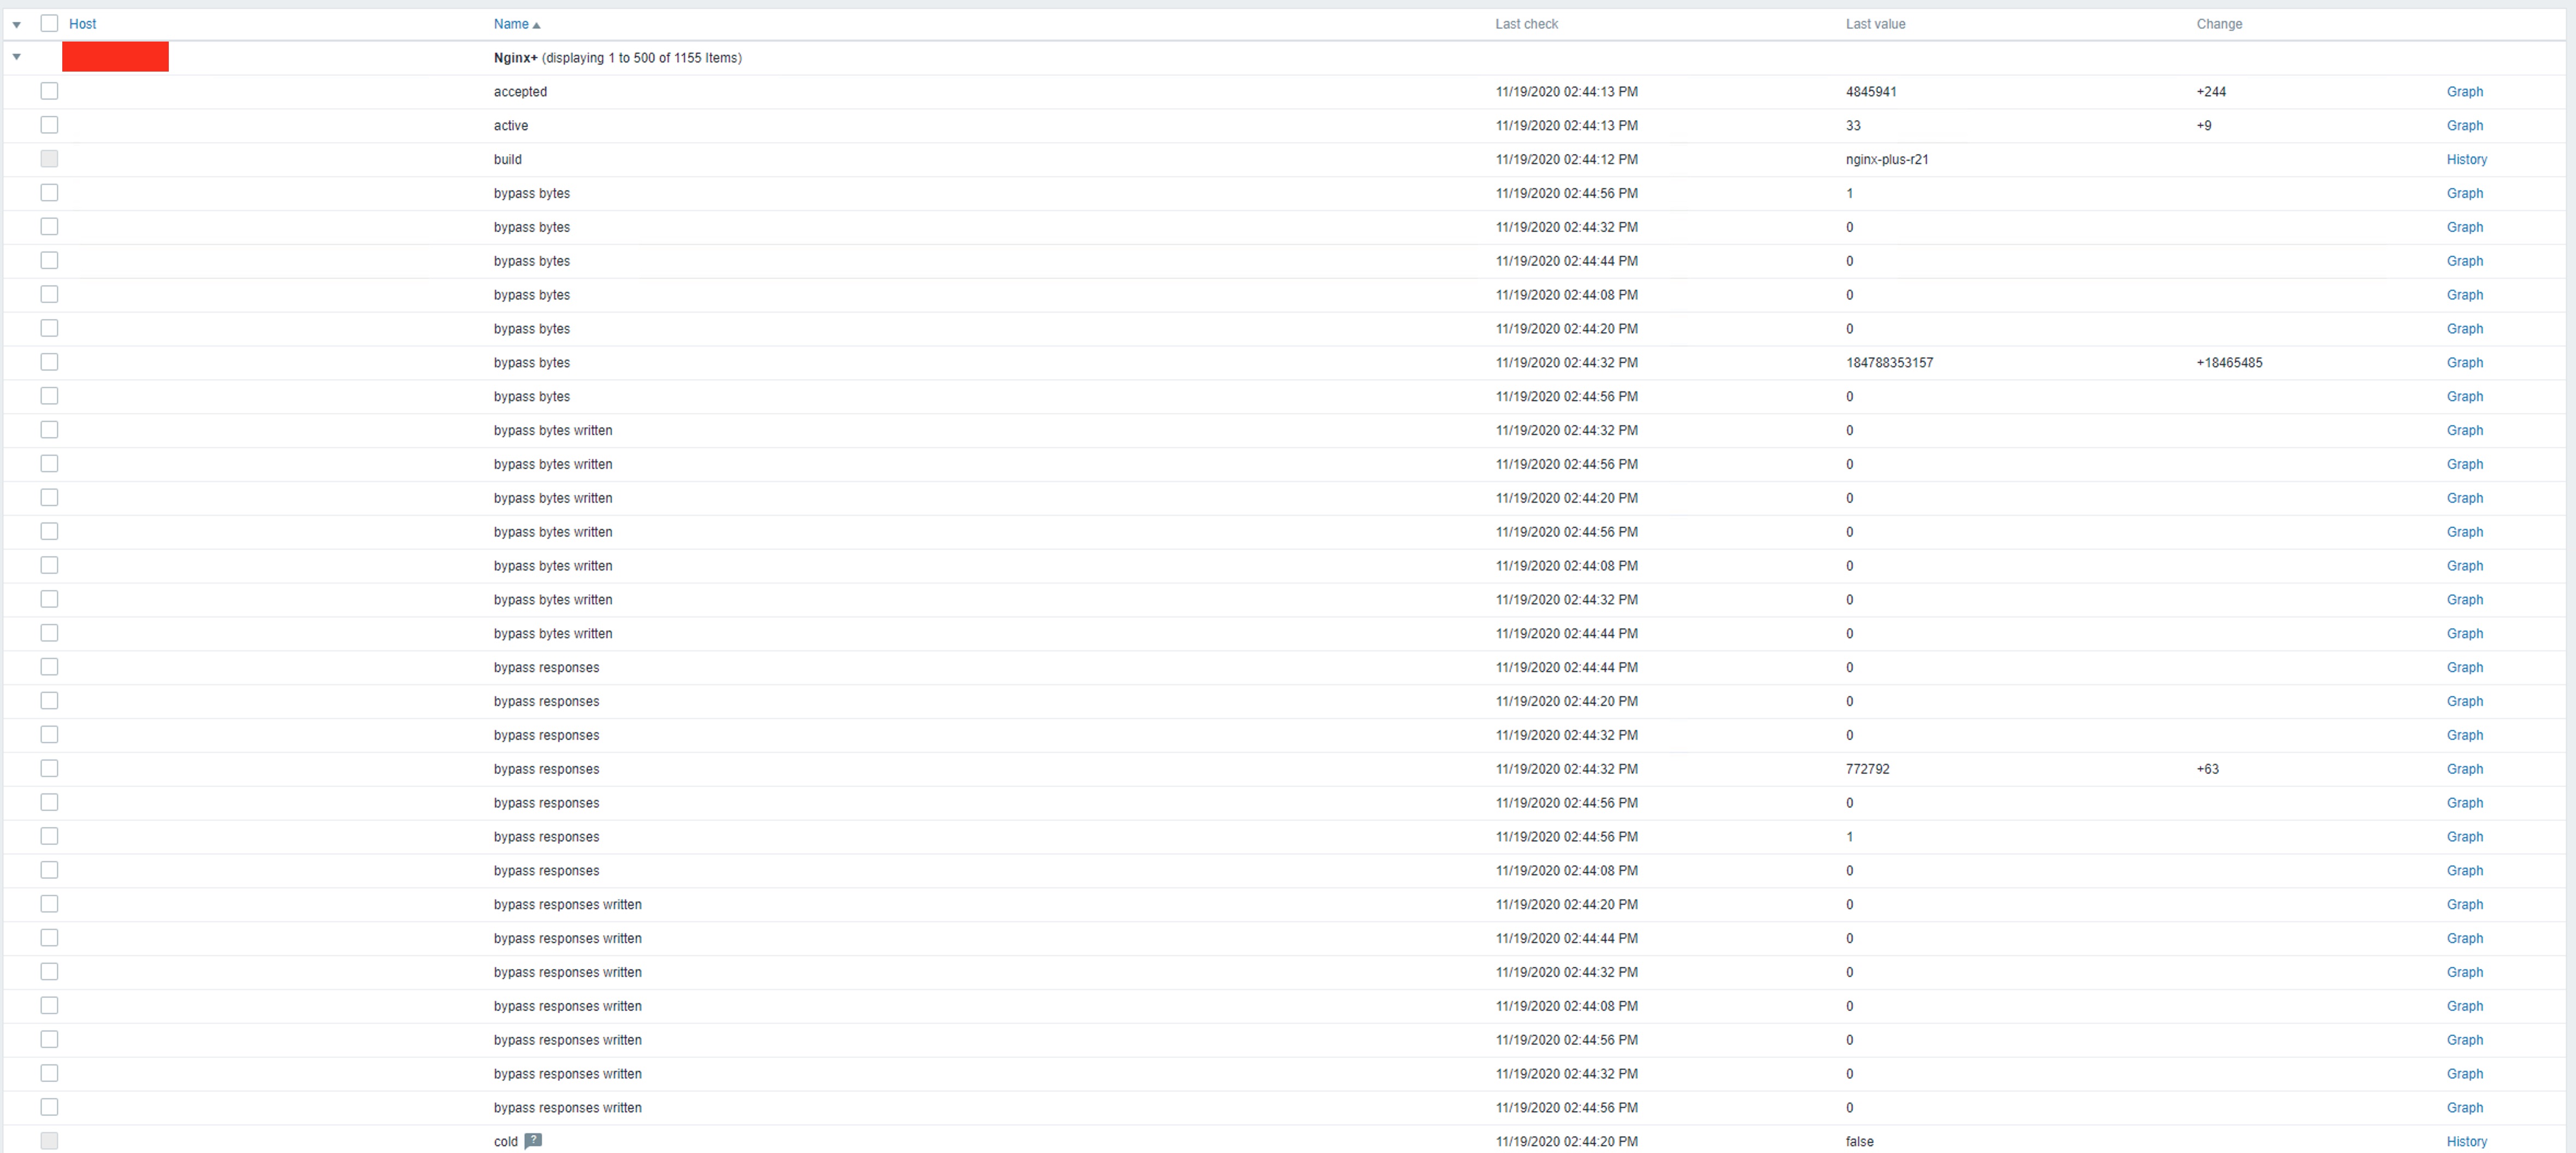 Host Name Last check Last value Change
Nginx+ (displaying 1 to 500 of 1155 Items)
accepted 11/19/2020 02:44:13 PM 4845941 +244 Graph
active 11/19/2020 02:44:13 PM 33 +9 Graph
build 11/19/2020 02:44:12 PM nginx-plus-r21 History
bypass bytes 11/19/2020 02:44:56 PM 1 Graph
bypass bytes 11/19/2020 02:44:32 PM 0 Graph
bypass bytes 11/19/2020 02:44:44 PM 0 Graph
bypass bytes 11/19/2020 02:44:08 PM 0 Graph
bypass bytes 11/19/2020 02:44:20 PM 0 Graph
bypass bytes 11/19/2020 02:44:32 PM 184788353157 +18465485 Graph
bypass bytes 11/19/2020 02:44:56 PM 0 Graph
bypass bytes written 11/19/2020 02:44:32 PM 0 Graph
bypass bytes written 11/19/2020 02:44:56 PM 0 Graph
bypass bytes written 11/19/2020 02:44:20 PM 0 Graph
bypass bytes written 11/19/2020 02:44:56 PM 0 Graph
bypass bytes written 11/19/2020 02:44:08 PM 0 Graph
bypass bytes written 11/19/2020 02:44:32 PM 0 Graph
bypass bytes written 11/19/2020 02:44:44 PM 0 Graph
bypass responses 11/19/2020 02:44:44 PM 0 Graph
bypass responses 11/19/2020 02:44:20 PM 0 Graph
bypass responses 11/19/2020 02:44:32 PM 0 Graph
bypass responses 11/19/2020 02:44:32 PM 772792 +63 Graph
bypass responses 11/19/2020 02:44:56 PM 0 Graph
bypass responses 11/19/2020 02:44:56 PM 1 Graph
bypass responses 11/19/2020 02:44:08 PM 0 Graph
bypass responses written 11/19/2020 02:44:20 PM 0 Graph
bypass responses written 11/19/2020 02:44:44 PM 0 Graph
bypass responses written 11/19/2020 02:44:32 PM 0 Graph
bypass responses written 11/19/2020 02:44:08 PM 0 Graph
bypass responses written 11/19/2020 02:44:56 PM 0 Graph
bypass responses written 11/19/2020 02:44:32 PM 0 Graph
bypass responses written 11/19/2020 02:44:56 PM 0 Graph
cold ? 11/19/2020 02:44:20 PM false History